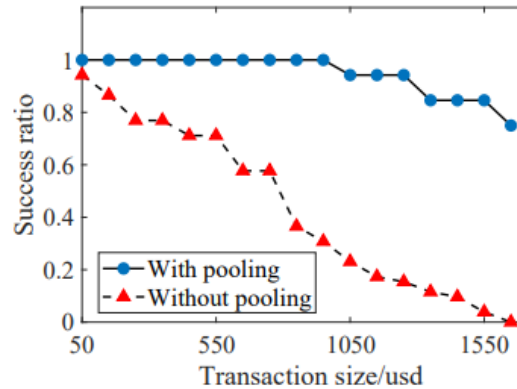 Success ratio
1
0.8
0.6
0.4
0.2
0
With pooling
Without pooling
50
550
1050
1550
Transaction size/usd